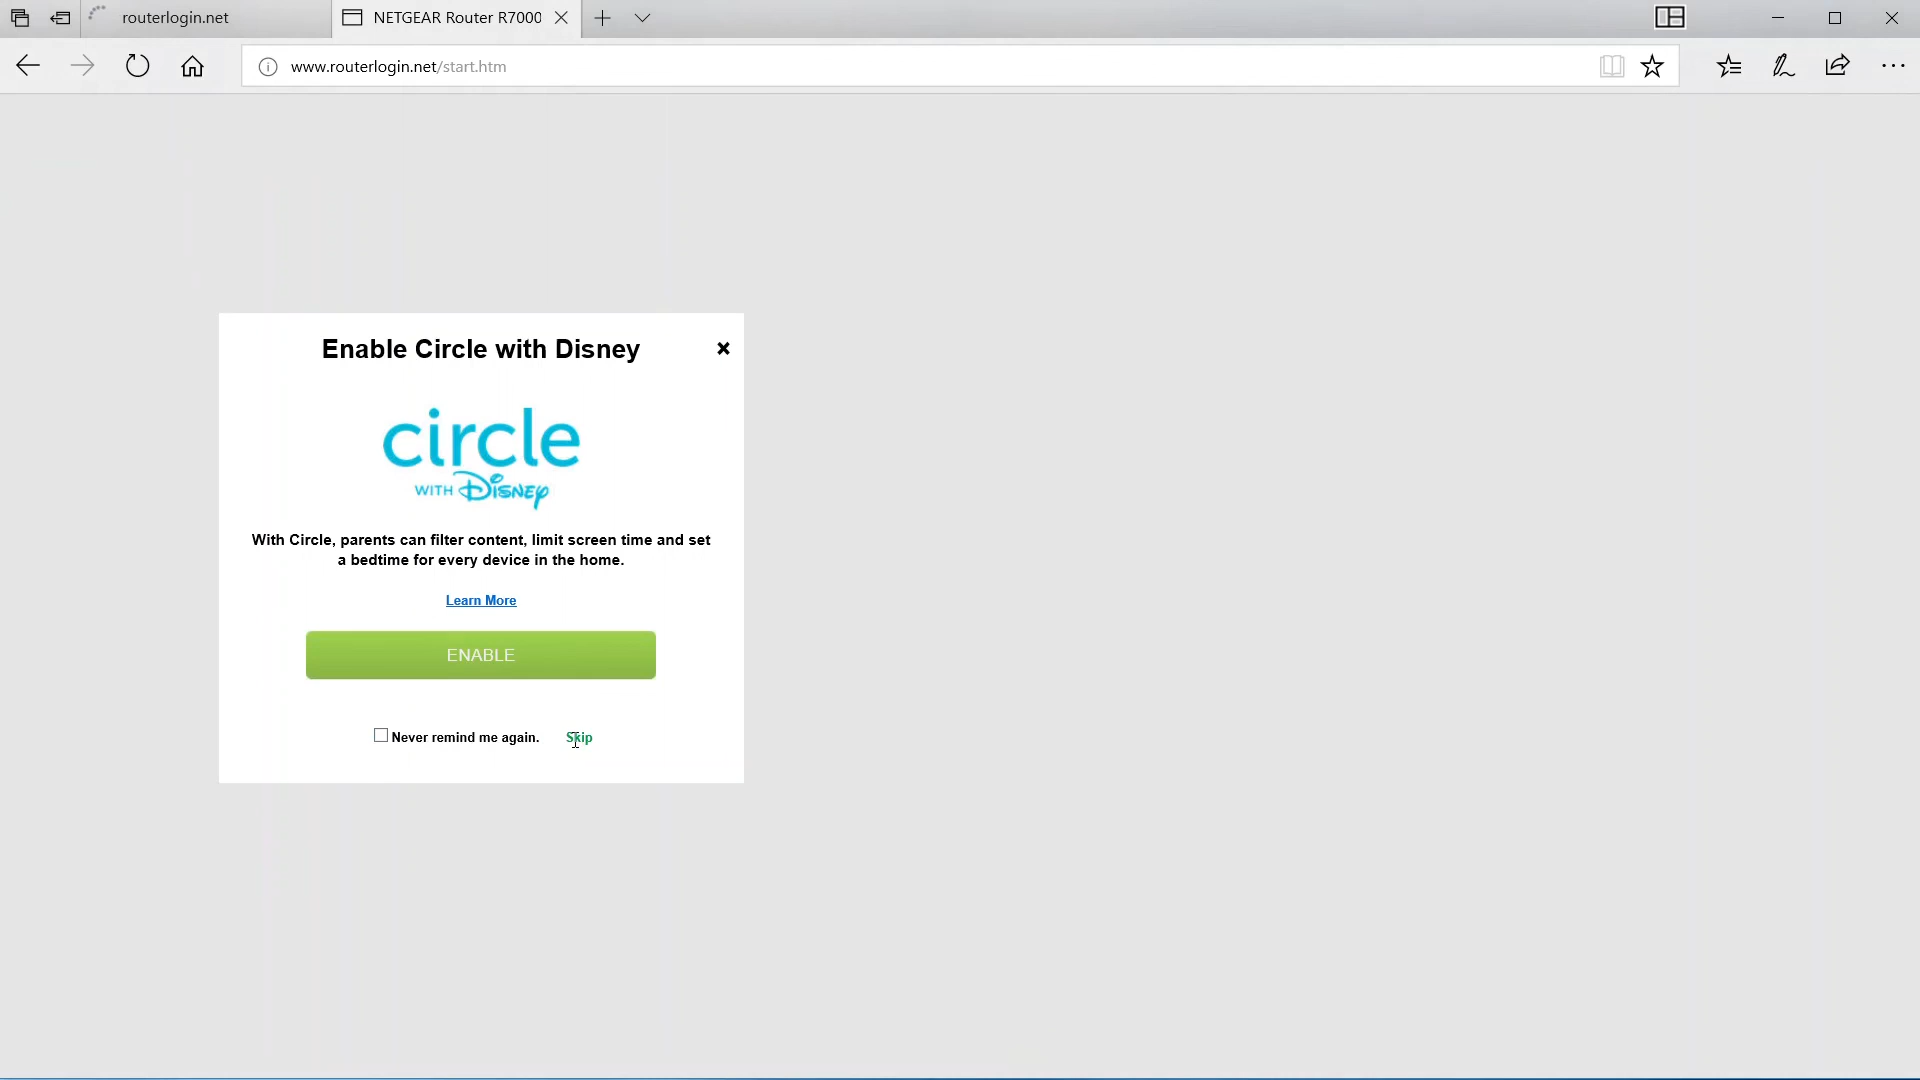 routerlogin.net
NETGEAR Router R7000
www.routerlogin.net/start.htm
Enable Circle with Disney
circle
WITH Disney
With Circle, parents can filter content, limit screen time and set
a bedtime for every device in the home.
Learn More
ENABLE
Never remind me again. Skip